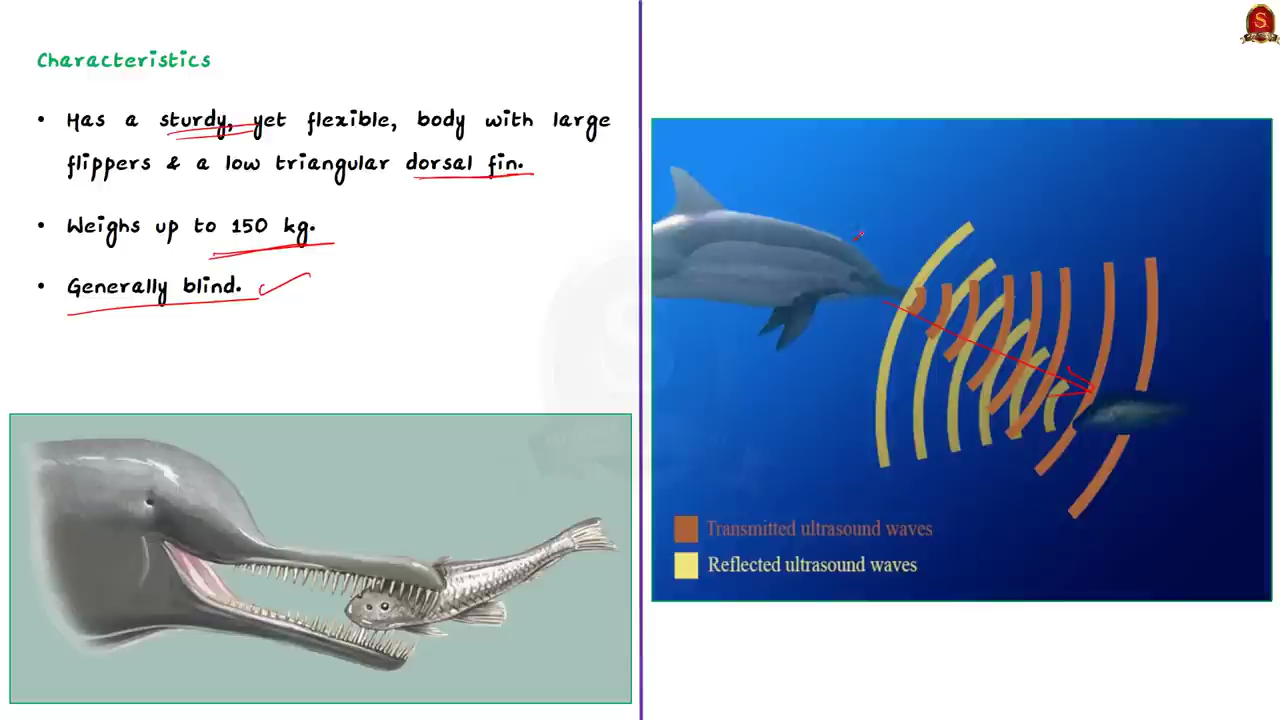 Characteristics
• Has a sturdy, yet flexible, body with large
flippers & a low triangular dorsal fin.
• Weighs up to 150 kg.
• Generally blind.
S
Transmitted ultrasound waves
Reflected ultrasound waves